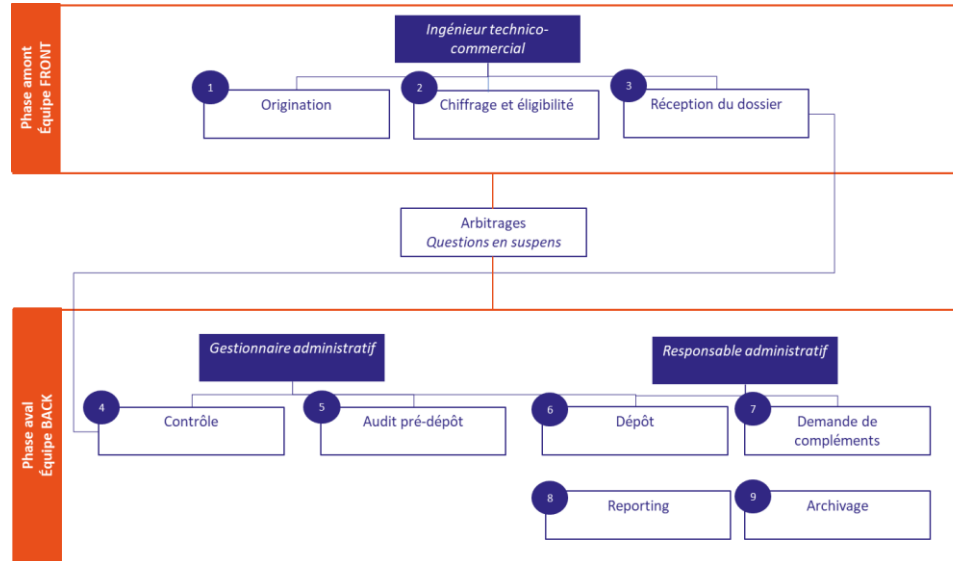 Phase amont
Équipe FRONT
Ingénieur technico-
commercial
1
Origination
2
Chiffrage et éligibilité
3
Réception du dossier
Arbitrages
Questions en suspens
Phase aval
Équipe BACK
Gestionnaire administratif
Responsable administratif
4
Contrôle
5
Audit pré-dépôt
6
Dépôt
7
Demande de
compléments
8
Reporting
9
Archivage